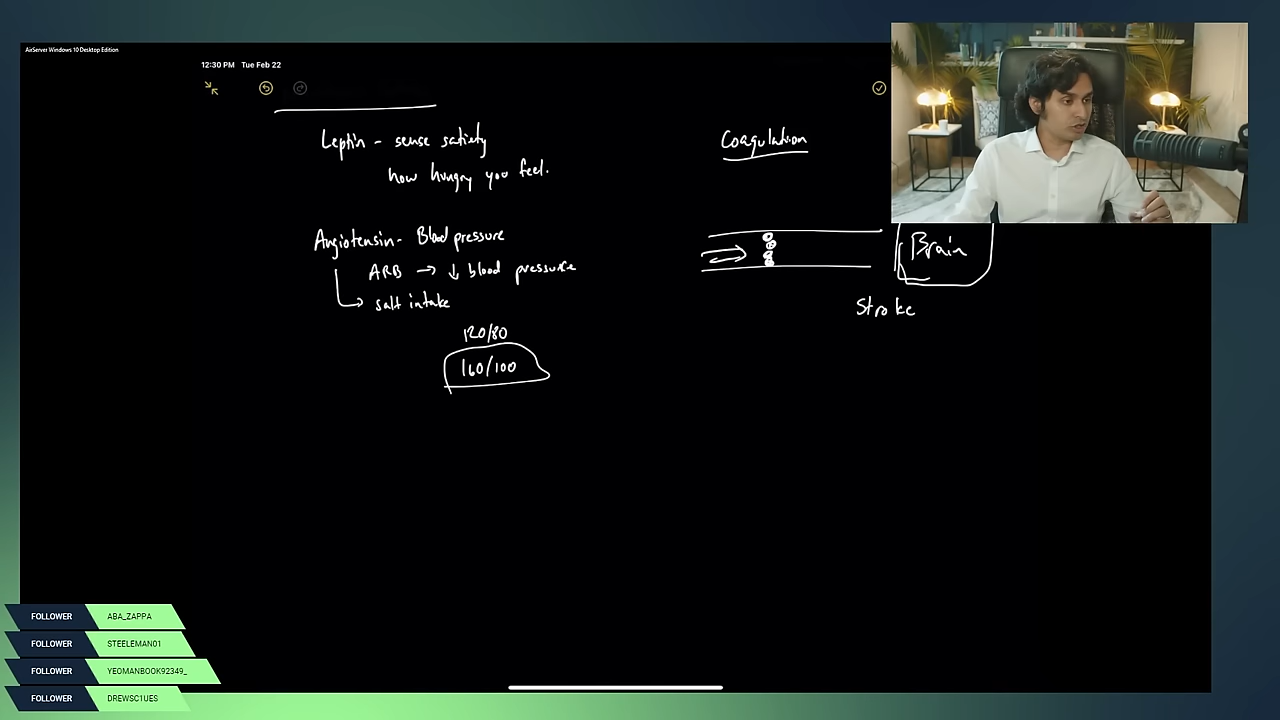 AirServer Windows 10 Desktop Edition
12:30 PM Tue Feb 22
Leptin - sense satiety
how hungry you feel.
Angiotensin - Blood pressure
ARB → ↓ blood pressure
→ salt intake
120/80
160/100
Coagulation
Brain
Stroke
FOLLOWER ABA_ZAPPA
FOLLOWER STEELEMAN01
FOLLOWER YEOMANBOOK92349_
FOLLOWER DREWSC1UES